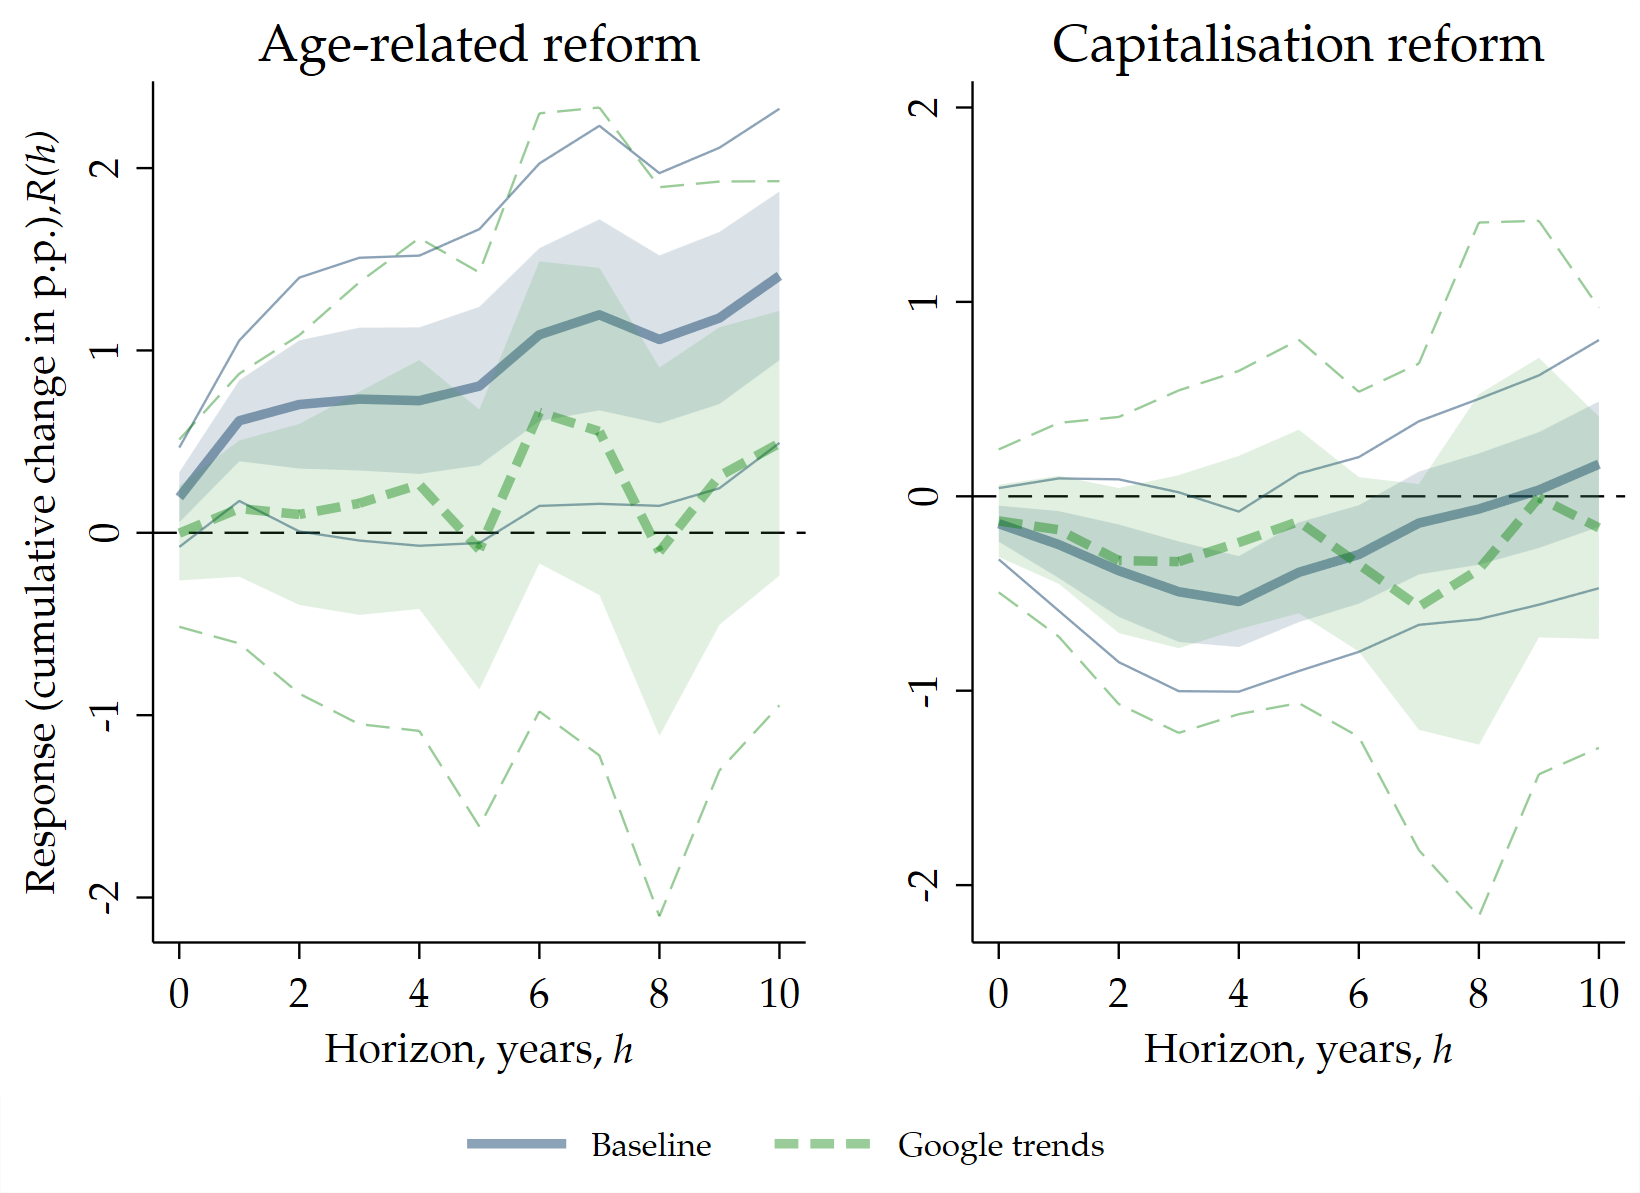 Age-related reform
Capitalisation reform
Response (cumulative change in p.p.),R(h)
2
1
0
-1
-2
2
1
0
-1
-2
0 2 4 6 8 10
0 2 4 6 8 10
Horizon, years, h
Horizon, years, h
Baseline
Google trends